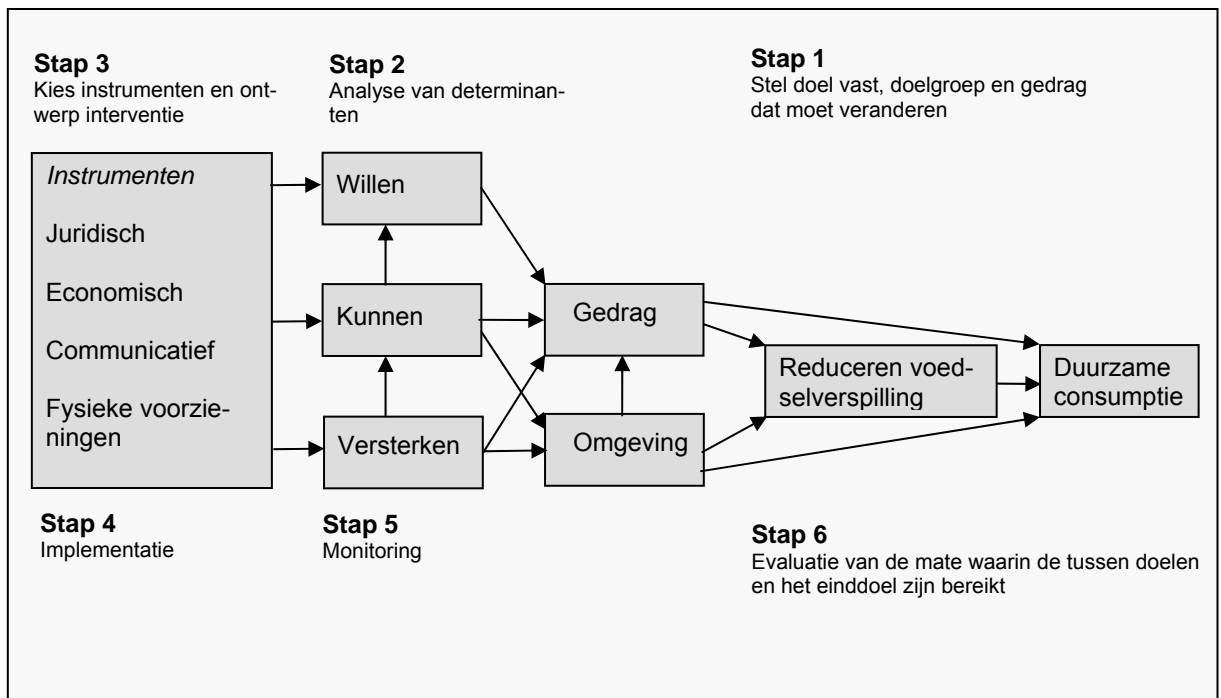 Stap 3
Kies instrumenten en ont-
werp interventie
Stap 2
Analyse van determinan-
ten
Stap 1
Stel doel vast, doelgroep en gedrag
dat moet veranderen
Instrumenten
Juridisch
Economisch
Communicatief
Fysieke voorzie-
ningen
Willen
Kunnen
Versterken
Gedrag
Omgeving
Reduceren voed-
selverspilling
Duurzame
consumptie
Stap 4
Implementatie
Stap 5
Monitoring
Stap 6
Evaluatie van de mate waarin de tussen doelen
en het einddoel zijn bereikt